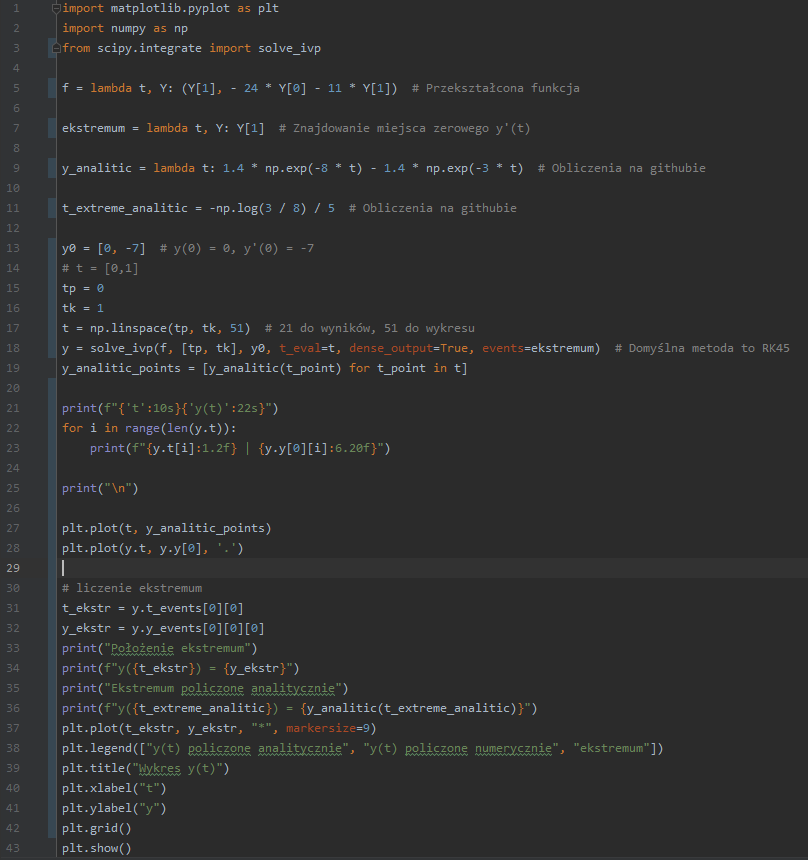 1 import matplotlib.pyplot as plt
2 import numpy as np
3 from scipy.integrate import solve_ivp
4
5 f = lambda t, Y: (Y[1], - 24 * Y[0] - 11 * Y[1])  # Przekształcona funkcja
6
7 ekstremum = lambda t, Y: Y[1]  # Znajdowanie miejsca zerowego y'(t)
8
9 y_analitic = lambda t: 1.4 * np.exp(-8 * t) - 1.4 * np.exp(-3 * t)  # Obliczenia na githubie
10
11 t_extreme_analitic = -np.log(3 / 8) / 5  # Obliczenia na githubie
12
13 y0 = [0, -7]  # y(0) = 0, y'(0) = -7
14 # t = [0,1]
15 tp = 0
16 tk = 1
17 t = np.linspace(tp, tk, 51)  # 21 do wyników, 51 do wykresu
18 y = solve_ivp(f, [tp, tk], y0, t_eval=t, dense_output=True, events=ekstremum)  # Domyślna metoda to RK45
19 y_analitic_points = [y_analitic(t_point) for t_point in t]
20
21 print(f"{'t':10s}{'y(t)':22s}")
22 for i in range(len(y.t)):
23     print(f"{y.t[i]:1.2f} | {y.y[0][i]:6.20f}")
24
25 print("\n")
26
27 plt.plot(t, y_analitic_points)
28 plt.plot(y.t, y.y[0], '.')
29
30 # liczenie ekstremum
31 t_ekstr = y.t_events[0][0]
32 y_ekstr = y.y_events[0][0][0]
33 print("Położenie ekstremum")
34 print(f"y({t_ekstr}) = {y_ekstr}")
35 print("Ekstremum policzone analitycznie")
36 print(f"y({t_extreme_analitic}) = {y_analitic(t_extreme_analitic)}")
37 plt.plot(t_ekstr, y_ekstr, "*", markersize=9)
38 plt.legend(["y(t) policzone analitycznie", "y(t) policzone numerycznie", "ekstremum"])
39 plt.title("Wykres y(t)")
40 plt.xlabel("t")
41 plt.ylabel("y")
42 plt.grid()
43 plt.show()